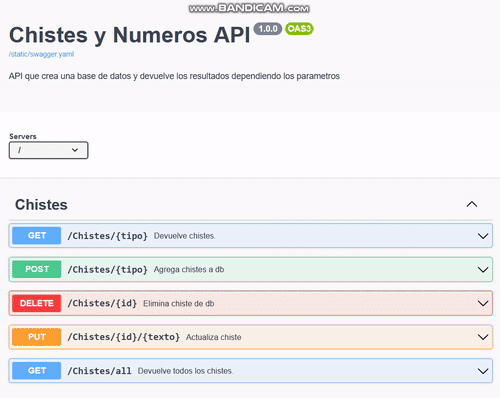 www.BANDICAM.com
Chistes y Numeros API 1.0.0 OAS3
/static/swagger.yaml
API que crea una base de datos y devuelve los resultados dependiendo los parametros
Servers
/
Chistes
GET /Chistes/{tipo} Devuelve chistes.
POST /Chistes/{tipo} Agrega chistes a db
DELETE /Chistes/{id} Elimina chiste de db
PUT /Chistes/{id}/{texto} Actualiza chiste
GET /Chistes/all Devuelve todos los chistes.